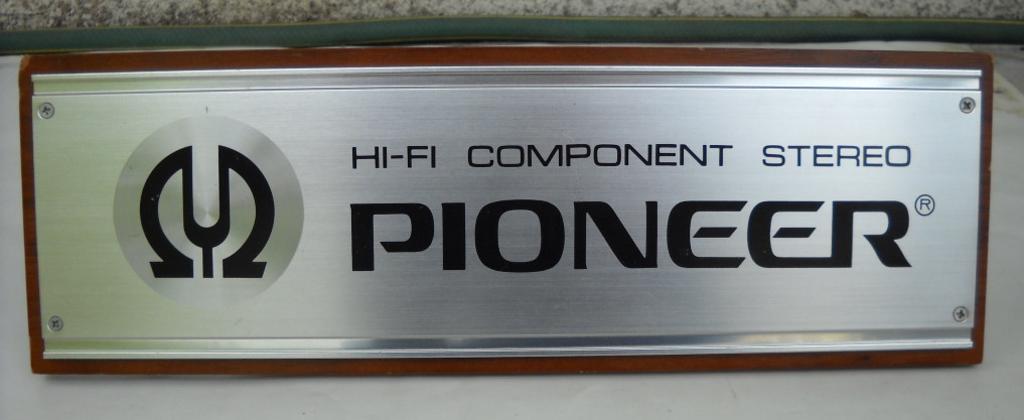 HI-FI COMPONENT STEREO
PIONEER®